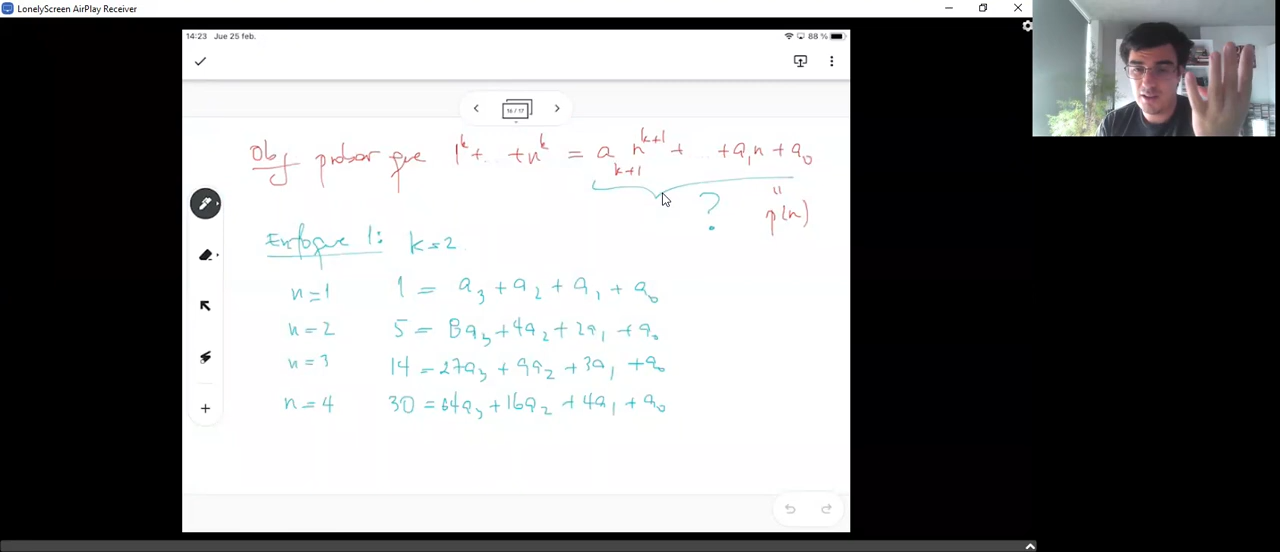 LonelyScreen AirPlay Receiver
14:23 Jue 25 feb.
88 %
16 / 17
Obj probar que 1^k + ... + n^k = a_{k+1} n^{k+1} + ... + a_1 n + a_0
? " p(n)
Enfoque 1: k=2
n=1 1 = a_3 + a_2 + a_1 + a_0
n=2 5 = 8a_3 + 4a_2 + 2a_1 + a_0
n=3 14 = 27a_3 + 9a_2 + 3a_1 + a_0
n=4 30 = 64a_3 + 16a_2 + 4a_1 + a_0